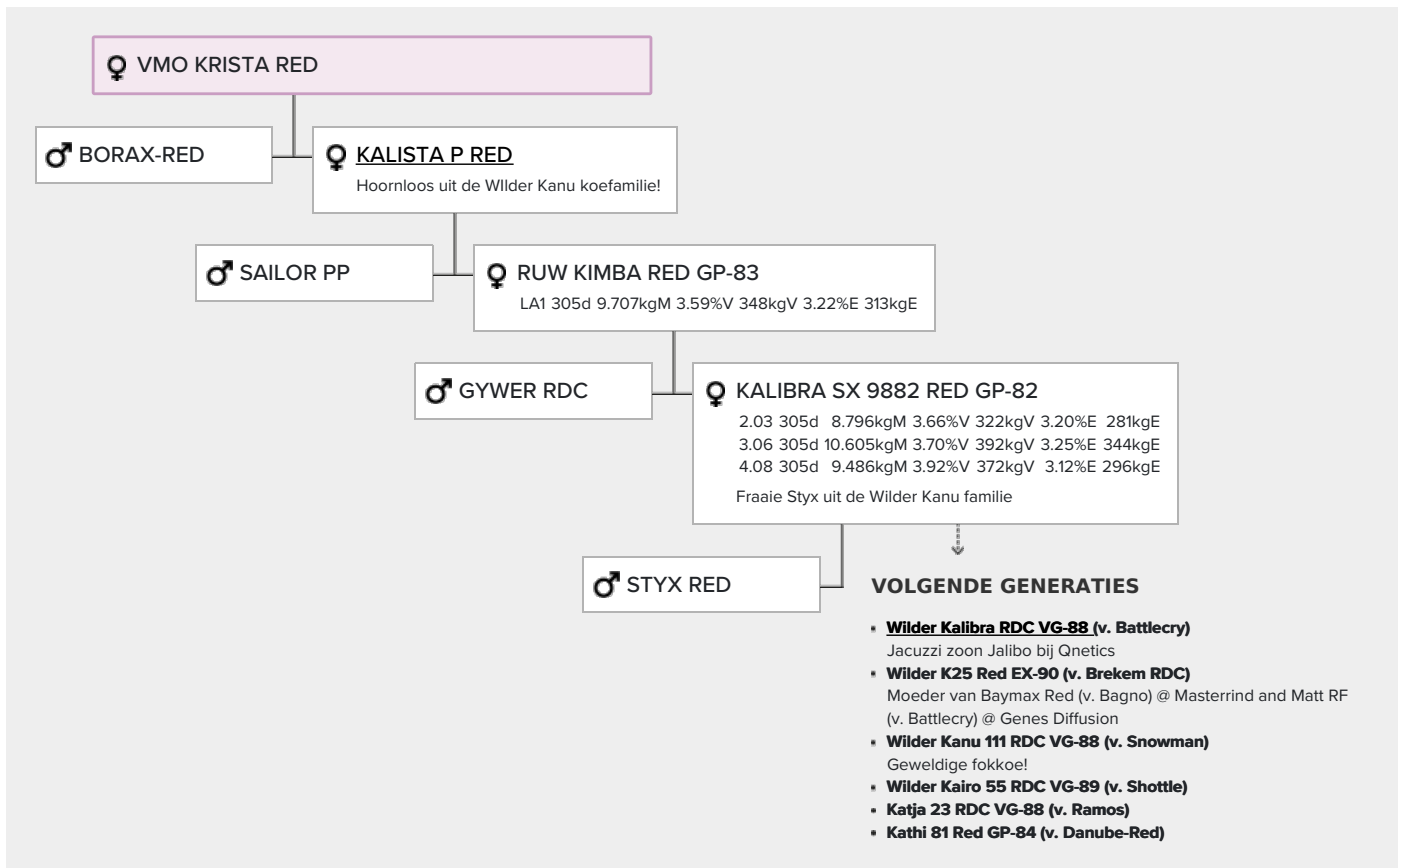 VMO KRISTA RED
BORAX-RED
KALISTA P RED
Hoornloos uit de WIlder Kanu koefamilie!
SAILOR PP
RUW KIMBA RED GP-83
LA1 305d 9.707kgM 3.59%V 348kgV 3.22%E 313kgE
GYWER RDC
KALIBRA SX 9882 RED GP-82
2.03 305d 8.796kgM 3.66%V 322kgV 3.20%E 281kgE
3.06 305d 10.605kgM 3.70%V 392kgV 3.25%E 344kgE
4.08 305d 9.486kgM 3.92%V 372kgV 3.12%E 296kgE
Fraaie Styx uit de Wilder Kanu familie
STYX RED
VOLGENDE GENERATIES
▪ Wilder Kalibra RDC VG-88 (v. Battlecry)
Jacuzzi zoon Jalibo bij Qnetics
▪ Wilder K25 Red EX-90 (v. Brekem RDC)
Moeder van Baymax Red (v. Bagno) @ Masterrind and Matt RF
(v. Battlecry) @ Genes Diffusion
▪ Wilder Kanu 111 RDC VG-88 (v. Snowman)
Geweldige fokkoe!
▪ Wilder Kairo 55 RDC VG-89 (v. Shottle)
▪ Katja 23 RDC VG-88 (v. Ramos)
▪ Kathi 81 Red GP-84 (v. Danube-Red)